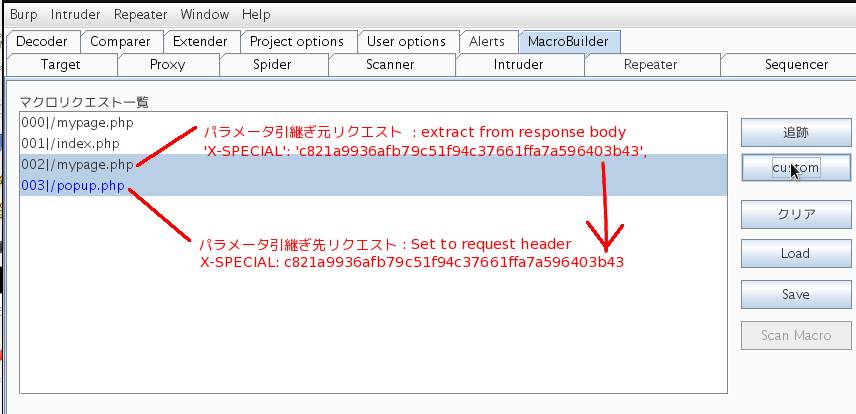 Burp Intruder Repeater Window Help
Decoder Comparer Extender Project options User options Alerts MacroBuilder
Target Proxy Spider Scanner Intruder Repeater Sequencer
マクロリクエスト一覧
000|/mypage.php
001|/index.php
002|/mypage.php
003|/popup.php
パラメータ引継ぎ元リクエスト : extract from response body
'X-SPECIAL': 'c821a9936afb79c51f94c37661ffa7a596403b43',
パラメータ引継ぎ先リクエスト : Set to request header
X-SPECIAL: c821a9936afb79c51f94c37661ffa7a596403b43
追跡
custom
クリア
Load
Save
Scan Macro